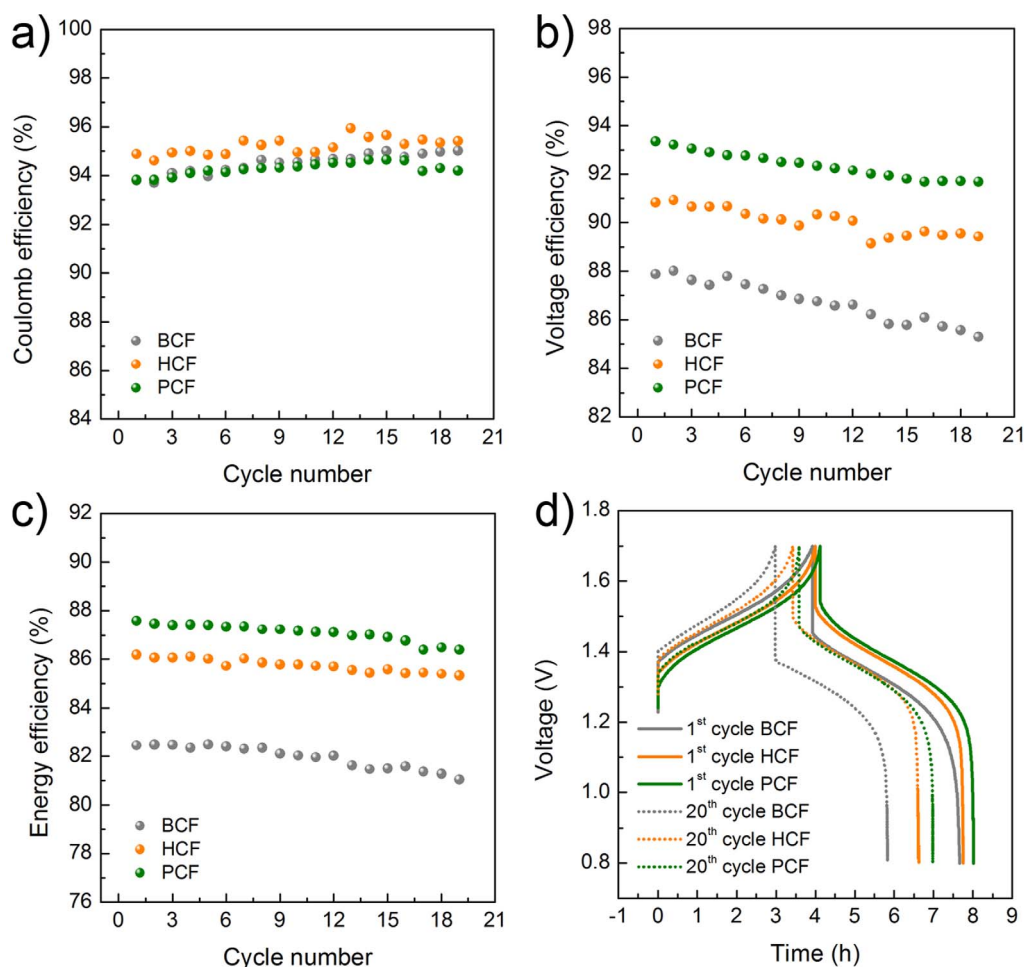 a)
100
98
96
94
92
90
88
86
84
Coulomb efficiency (%)
BCF
HCF
PCF
0 3 6 9 12 15 18 21
Cycle number
b)
98
96
94
92
90
88
86
84
82
Voltage efficiency (%)
BCF
HCF
PCF
0 3 6 9 12 15 18 21
Cycle number
c)
92
90
88
86
84
82
80
78
76
Energy efficiency (%)
BCF
HCF
PCF
0 3 6 9 12 15 18 21
Cycle number
d)
1.8
1.6
1.4
1.2
1.0
0.8
Voltage (V)
1st cycle BCF
1st cycle HCF
1st cycle PCF
20th cycle BCF
20th cycle HCF
20th cycle PCF
-1 0 1 2 3 4 5 6 7 8 9
Time (h)